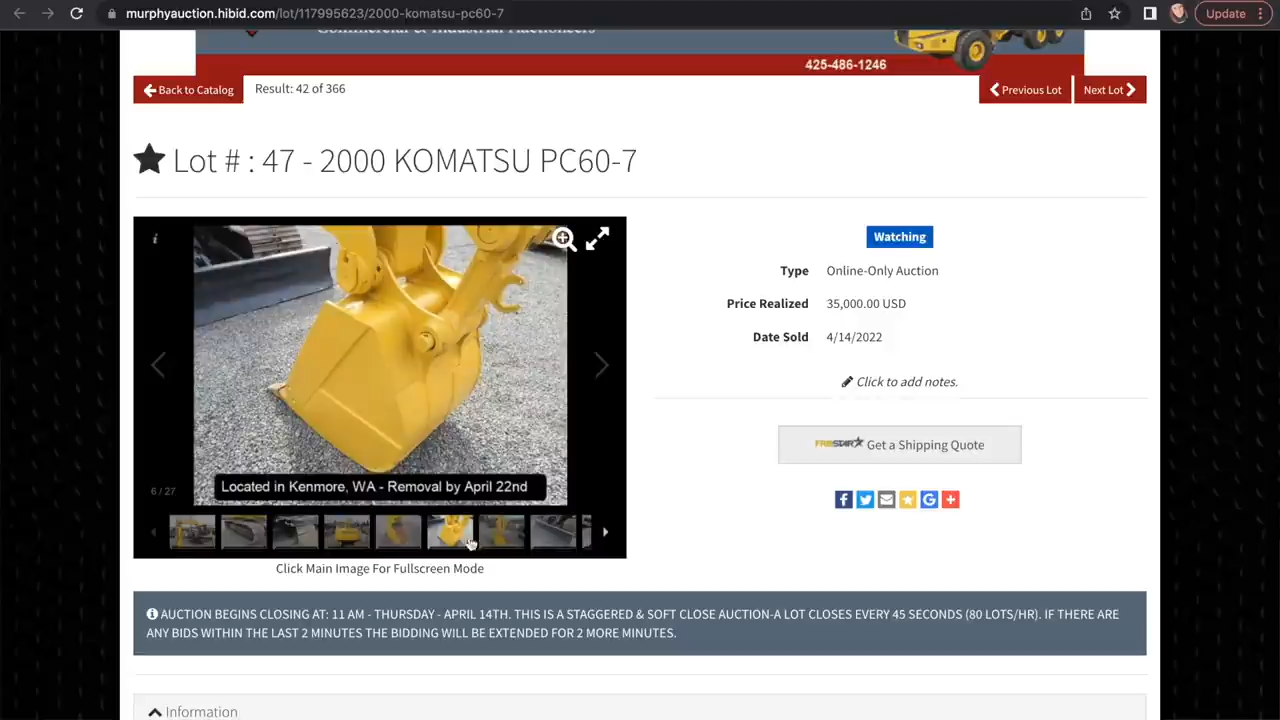 murphyauction.hibid.com/lot/117995623/2000-komatsu-pc60-7
Update
Commercial & Industrial Auctioneers
425-486-1246
Back to Catalog
Result: 42 of 366
Previous Lot
Next Lot
Lot # : 47 - 2000 KOMATSU PC60-7
Watching
Type Online-Only Auction
Price Realized 35,000.00 USD
Date Sold 4/14/2022
Click to add notes.
FR8STAR Get a Shipping Quote
i
Located in Kenmore, WA - Removal by April 22nd
6 / 27
Click Main Image For Fullscreen Mode
AUCTION BEGINS CLOSING AT: 11 AM - THURSDAY - APRIL 14TH. THIS IS A STAGGERED & SOFT CLOSE AUCTION-A LOT CLOSES EVERY 45 SECONDS (80 LOTS/HR). IF THERE ARE
ANY BIDS WITHIN THE LAST 2 MINUTES THE BIDDING WILL BE EXTENDED FOR 2 MORE MINUTES.
Information